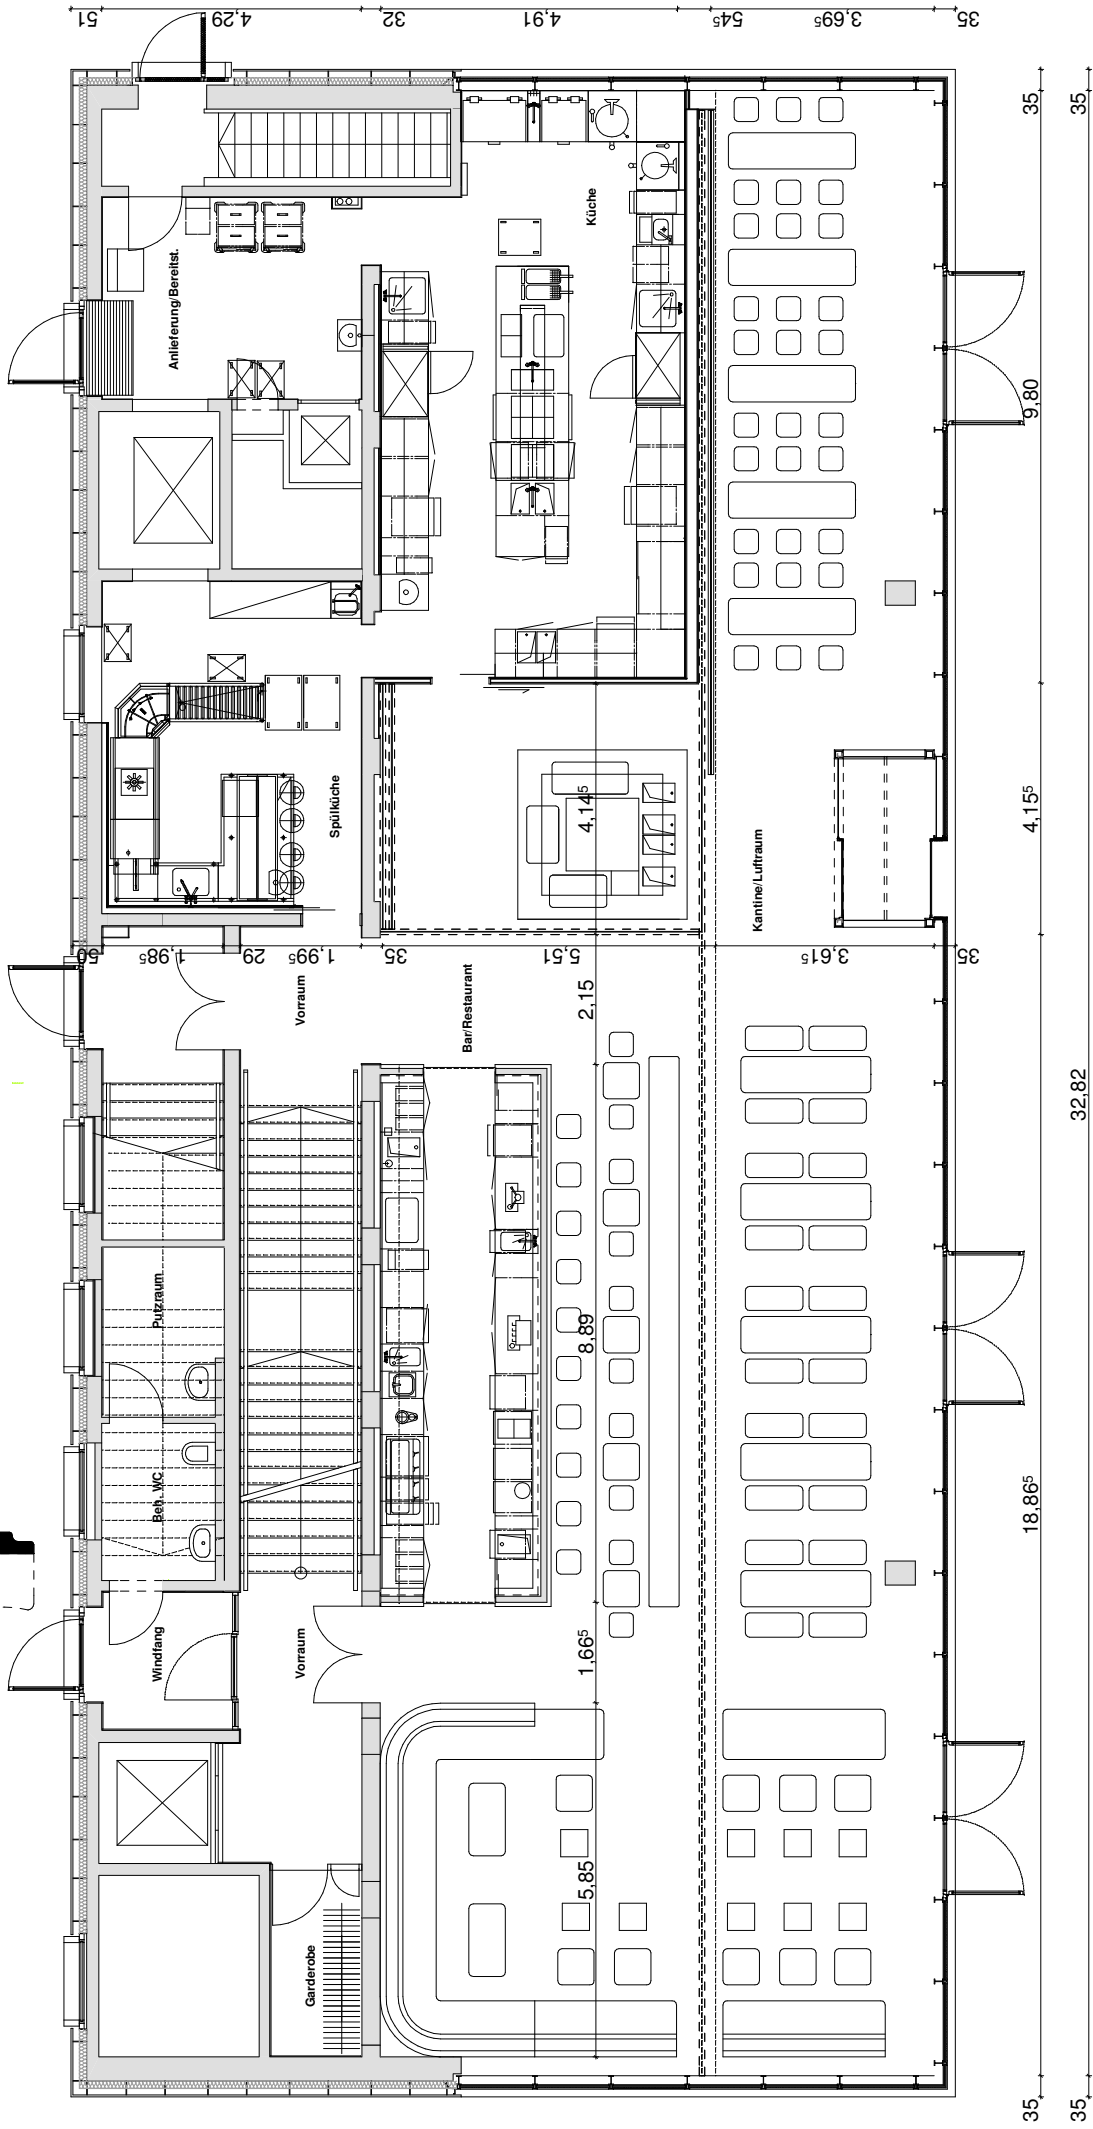 51
4,29
32
4,91
54⁵
3,69⁵
35
35
35
Küche
Anlieferung/Bereitst.
9,80
Spülküche
4,14⁵
Kantine/Luftraum
4,15⁵
50
1,98⁵
29
1,99⁵
35
5,51
3,61⁵
35
Vorraum
Bar/Restaurant
2,15
32,82
Putzraum
8,89
Beh. WC
18,86⁵
Windfang
Vorraum
1,66⁵
5,85
Garderobe
35
35